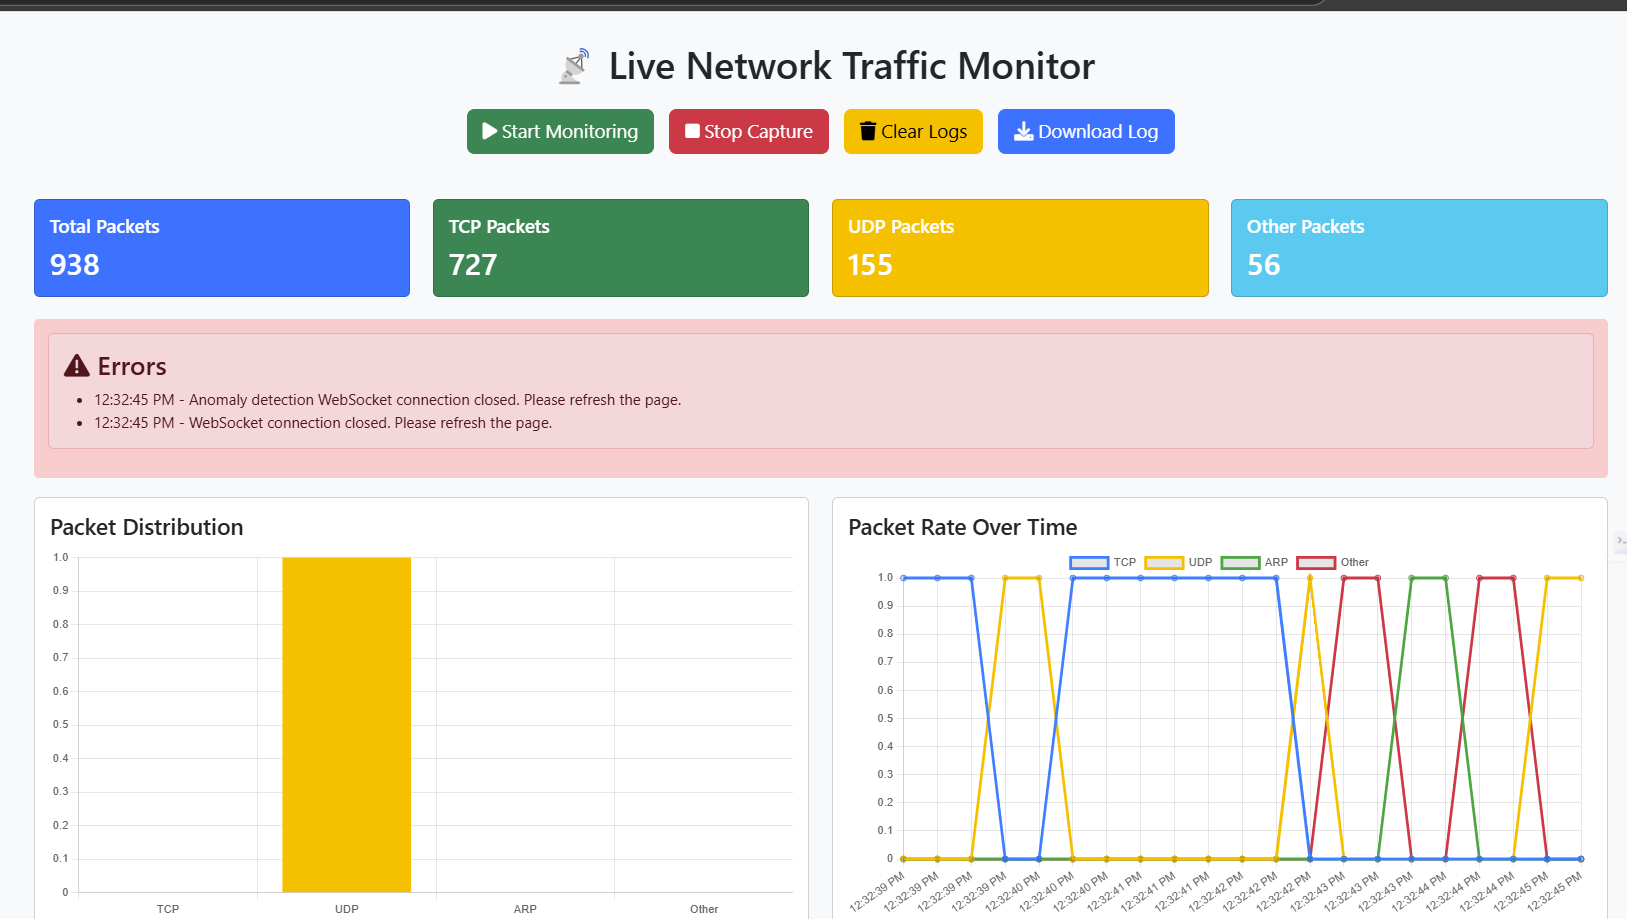 Live Network Traffic Monitor
Start Monitoring
Stop Capture
Clear Logs
Download Log
Total Packets
938
TCP Packets
727
UDP Packets
155
Other Packets
56
Errors
12:32:45 PM - Anomaly detection WebSocket connection closed. Please refresh the page.
12:32:45 PM - WebSocket connection closed. Please refresh the page.
Packet Distribution
1.0
0.9
0.8
0.7
0.6
0.5
0.4
0.3
0.2
0.1
0
TCP
UDP
ARP
Other
Packet Rate Over Time
TCP
UDP
ARP
Other
1.0
0.9
0.8
0.7
0.6
0.5
0.4
0.3
0.2
0.1
0
12:32:39 PM
12:32:39 PM
12:32:39 PM
12:32:39 PM
12:32:40 PM
12:32:40 PM
12:32:40 PM
12:32:41 PM
12:32:41 PM
12:32:41 PM
12:32:42 PM
12:32:42 PM
12:32:42 PM
12:32:43 PM
12:32:43 PM
12:32:43 PM
12:32:44 PM
12:32:44 PM
12:32:44 PM
12:32:45 PM
12:32:45 PM